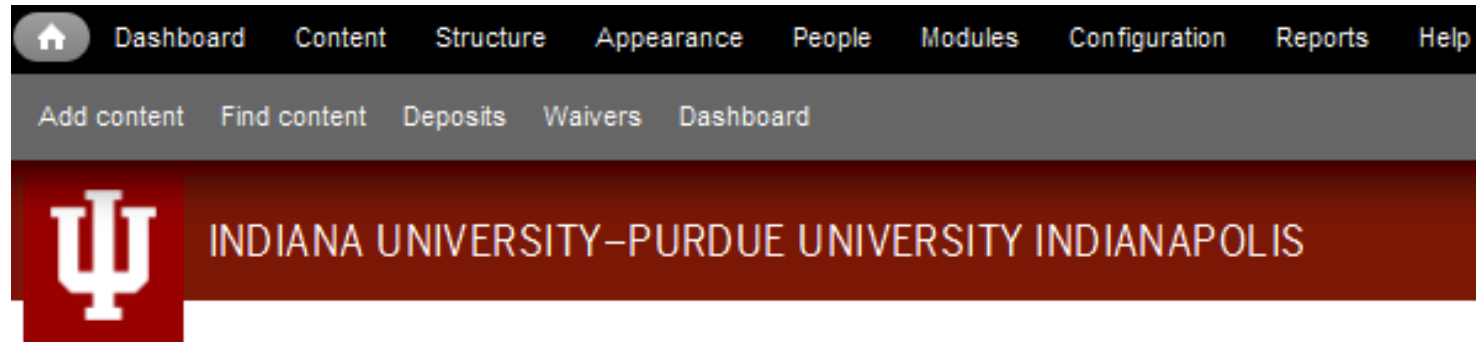 Dashboard Content Structure Appearance People Modules Configuration Reports Help
Add content Find content Deposits Waivers Dashboard
INDIANA UNIVERSITY–PURDUE UNIVERSITY INDIANAPOLIS